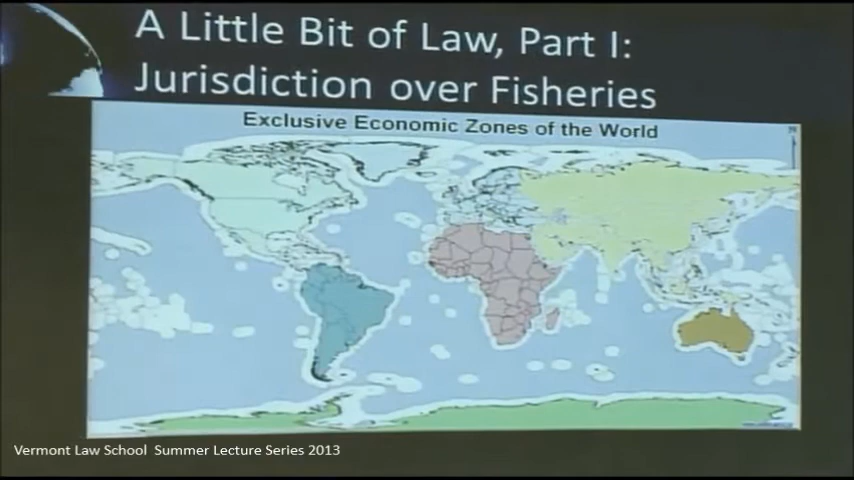 A Little Bit of Law, Part I:
Jurisdiction over Fisheries
Exclusive Economic Zones of the World
Vermont Law School Summer Lecture Series 2013